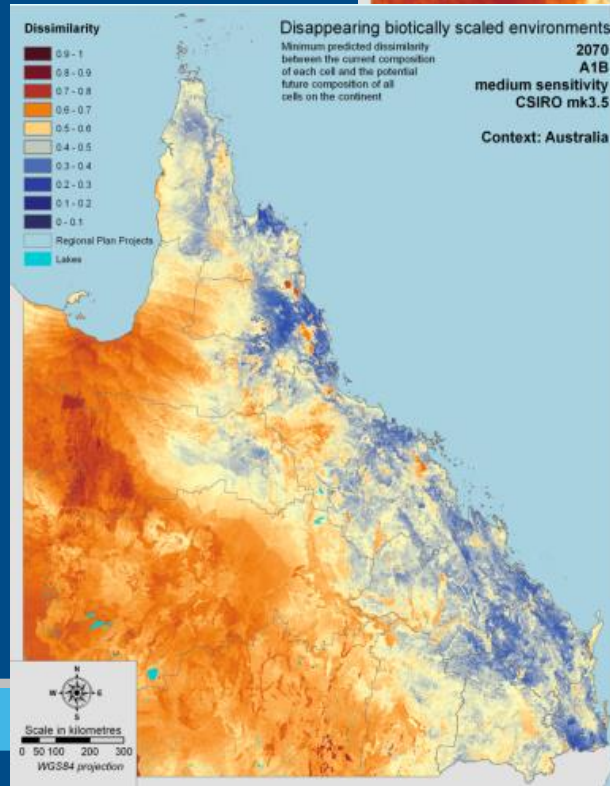 Dissimilarity
0.9 - 1
0.8 - 0.9
0.7 - 0.8
0.6 - 0.7
0.5 - 0.6
0.4 - 0.5
0.3 - 0.4
0.2 - 0.3
0.1 - 0.2
0 - 0.1
Regional Plan Projects
Lakes
Disappearing biotically scaled environments
Minimum predicted dissimilarity
between the current composition
of each cell and the potential
future composition of all
cells on the continent
2070
A1B
medium sensitivity
CSIRO mk3.5
Context: Australia
N
W E
S
Scale in kilometres
0 50 100 200 300
WGS84 projection